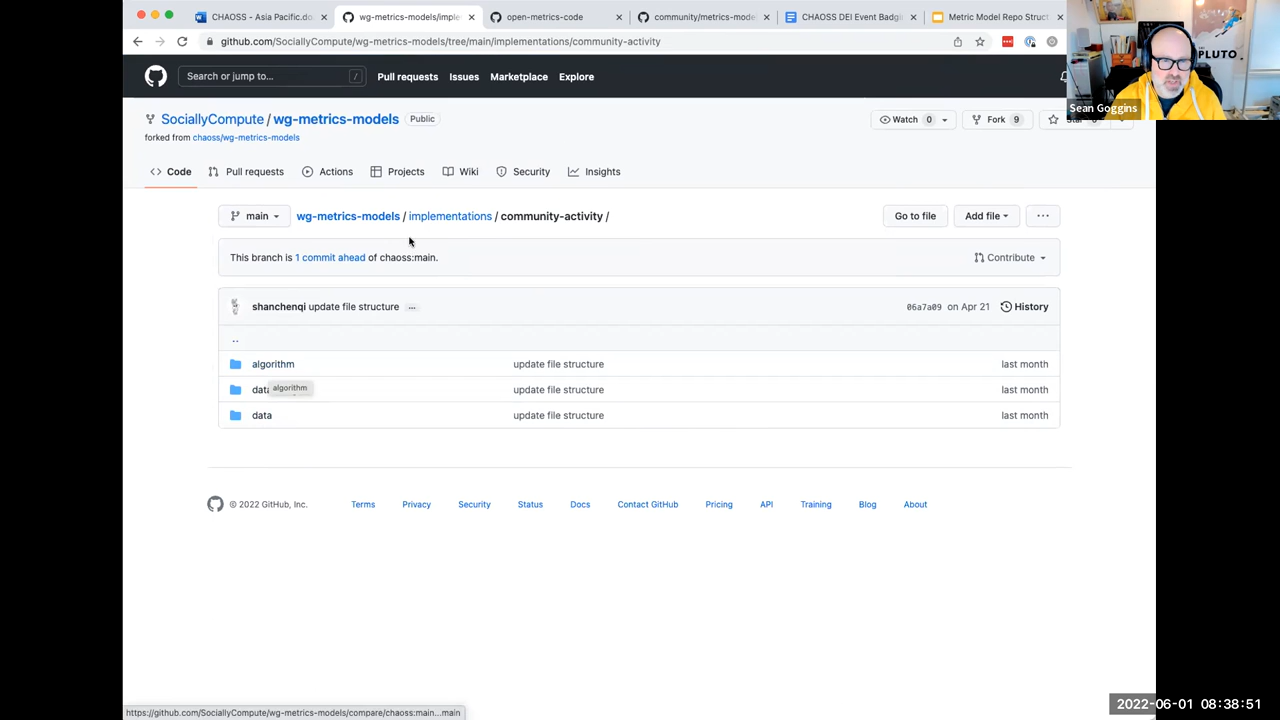 CHAOSS - Asia Pacific.do
wg-metrics-models/imple
open-metrics-code
community/metrics-mode
CHAOSS DEI Event Badgi
Metric Model Repo Struct
github.com/SociallyCompute/wg-metrics-models/tree/main/implementations/community-activity
PLUTO
Sean Goggins
Search or jump to...
/
Pull requests
Issues
Marketplace
Explore
SociallyCompute / wg-metrics-models
Public
forked from chaoss/wg-metrics-models
Watch 0
Fork 9
Code
Pull requests
Actions
Projects
Wiki
Security
Insights
main
wg-metrics-models / implementations / community-activity /
Go to file
Add file
...
This branch is 1 commit ahead of chaoss:main.
Contribute
shanchenqi update file structure ...
06a7a09 on Apr 21
History
..
algorithm
update file structure
last month
data
algorithm
update file structure
last month
data
update file structure
last month
© 2022 GitHub, Inc.
Terms
Privacy
Security
Status
Docs
Contact GitHub
Pricing
API
Training
Blog
About
https://github.com/SociallyCompute/wg-metrics-models/compare/chaoss:main...main
2022-06-01 08:38:51